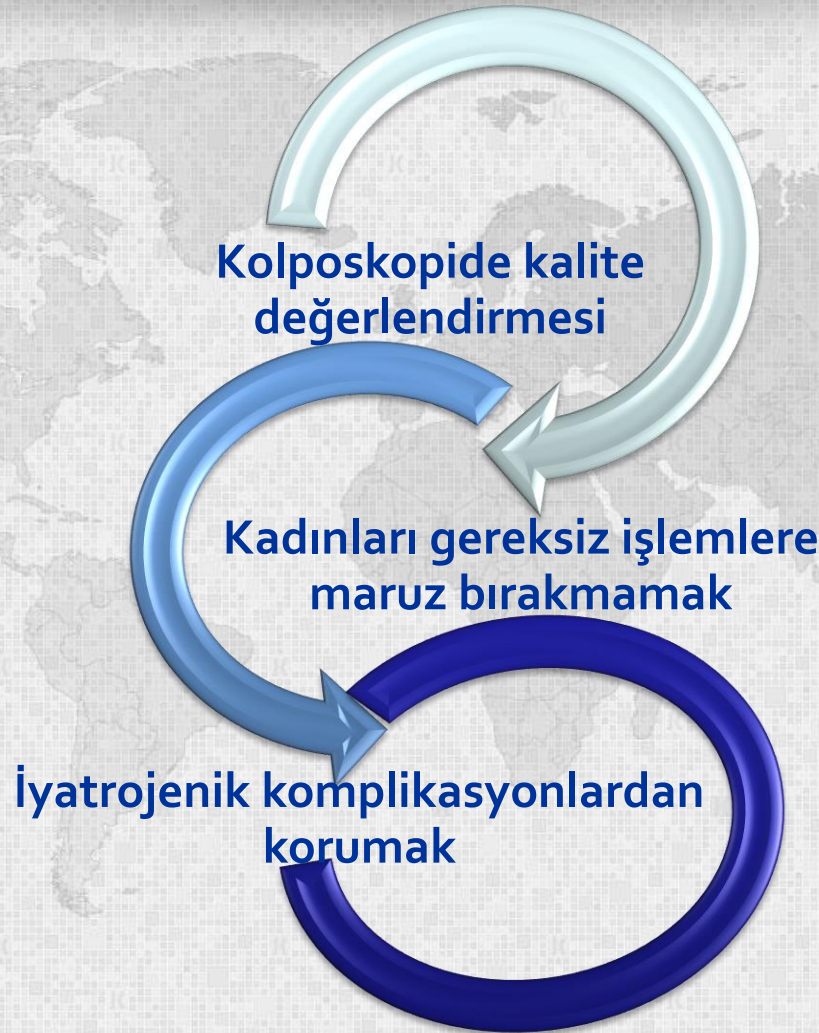 Kolposkopide kalite
değerlendirmesi
Kadınları gereksiz işlemlere
maruz bırakmamak
İyatrojenik komplikasyonlardan
korumak